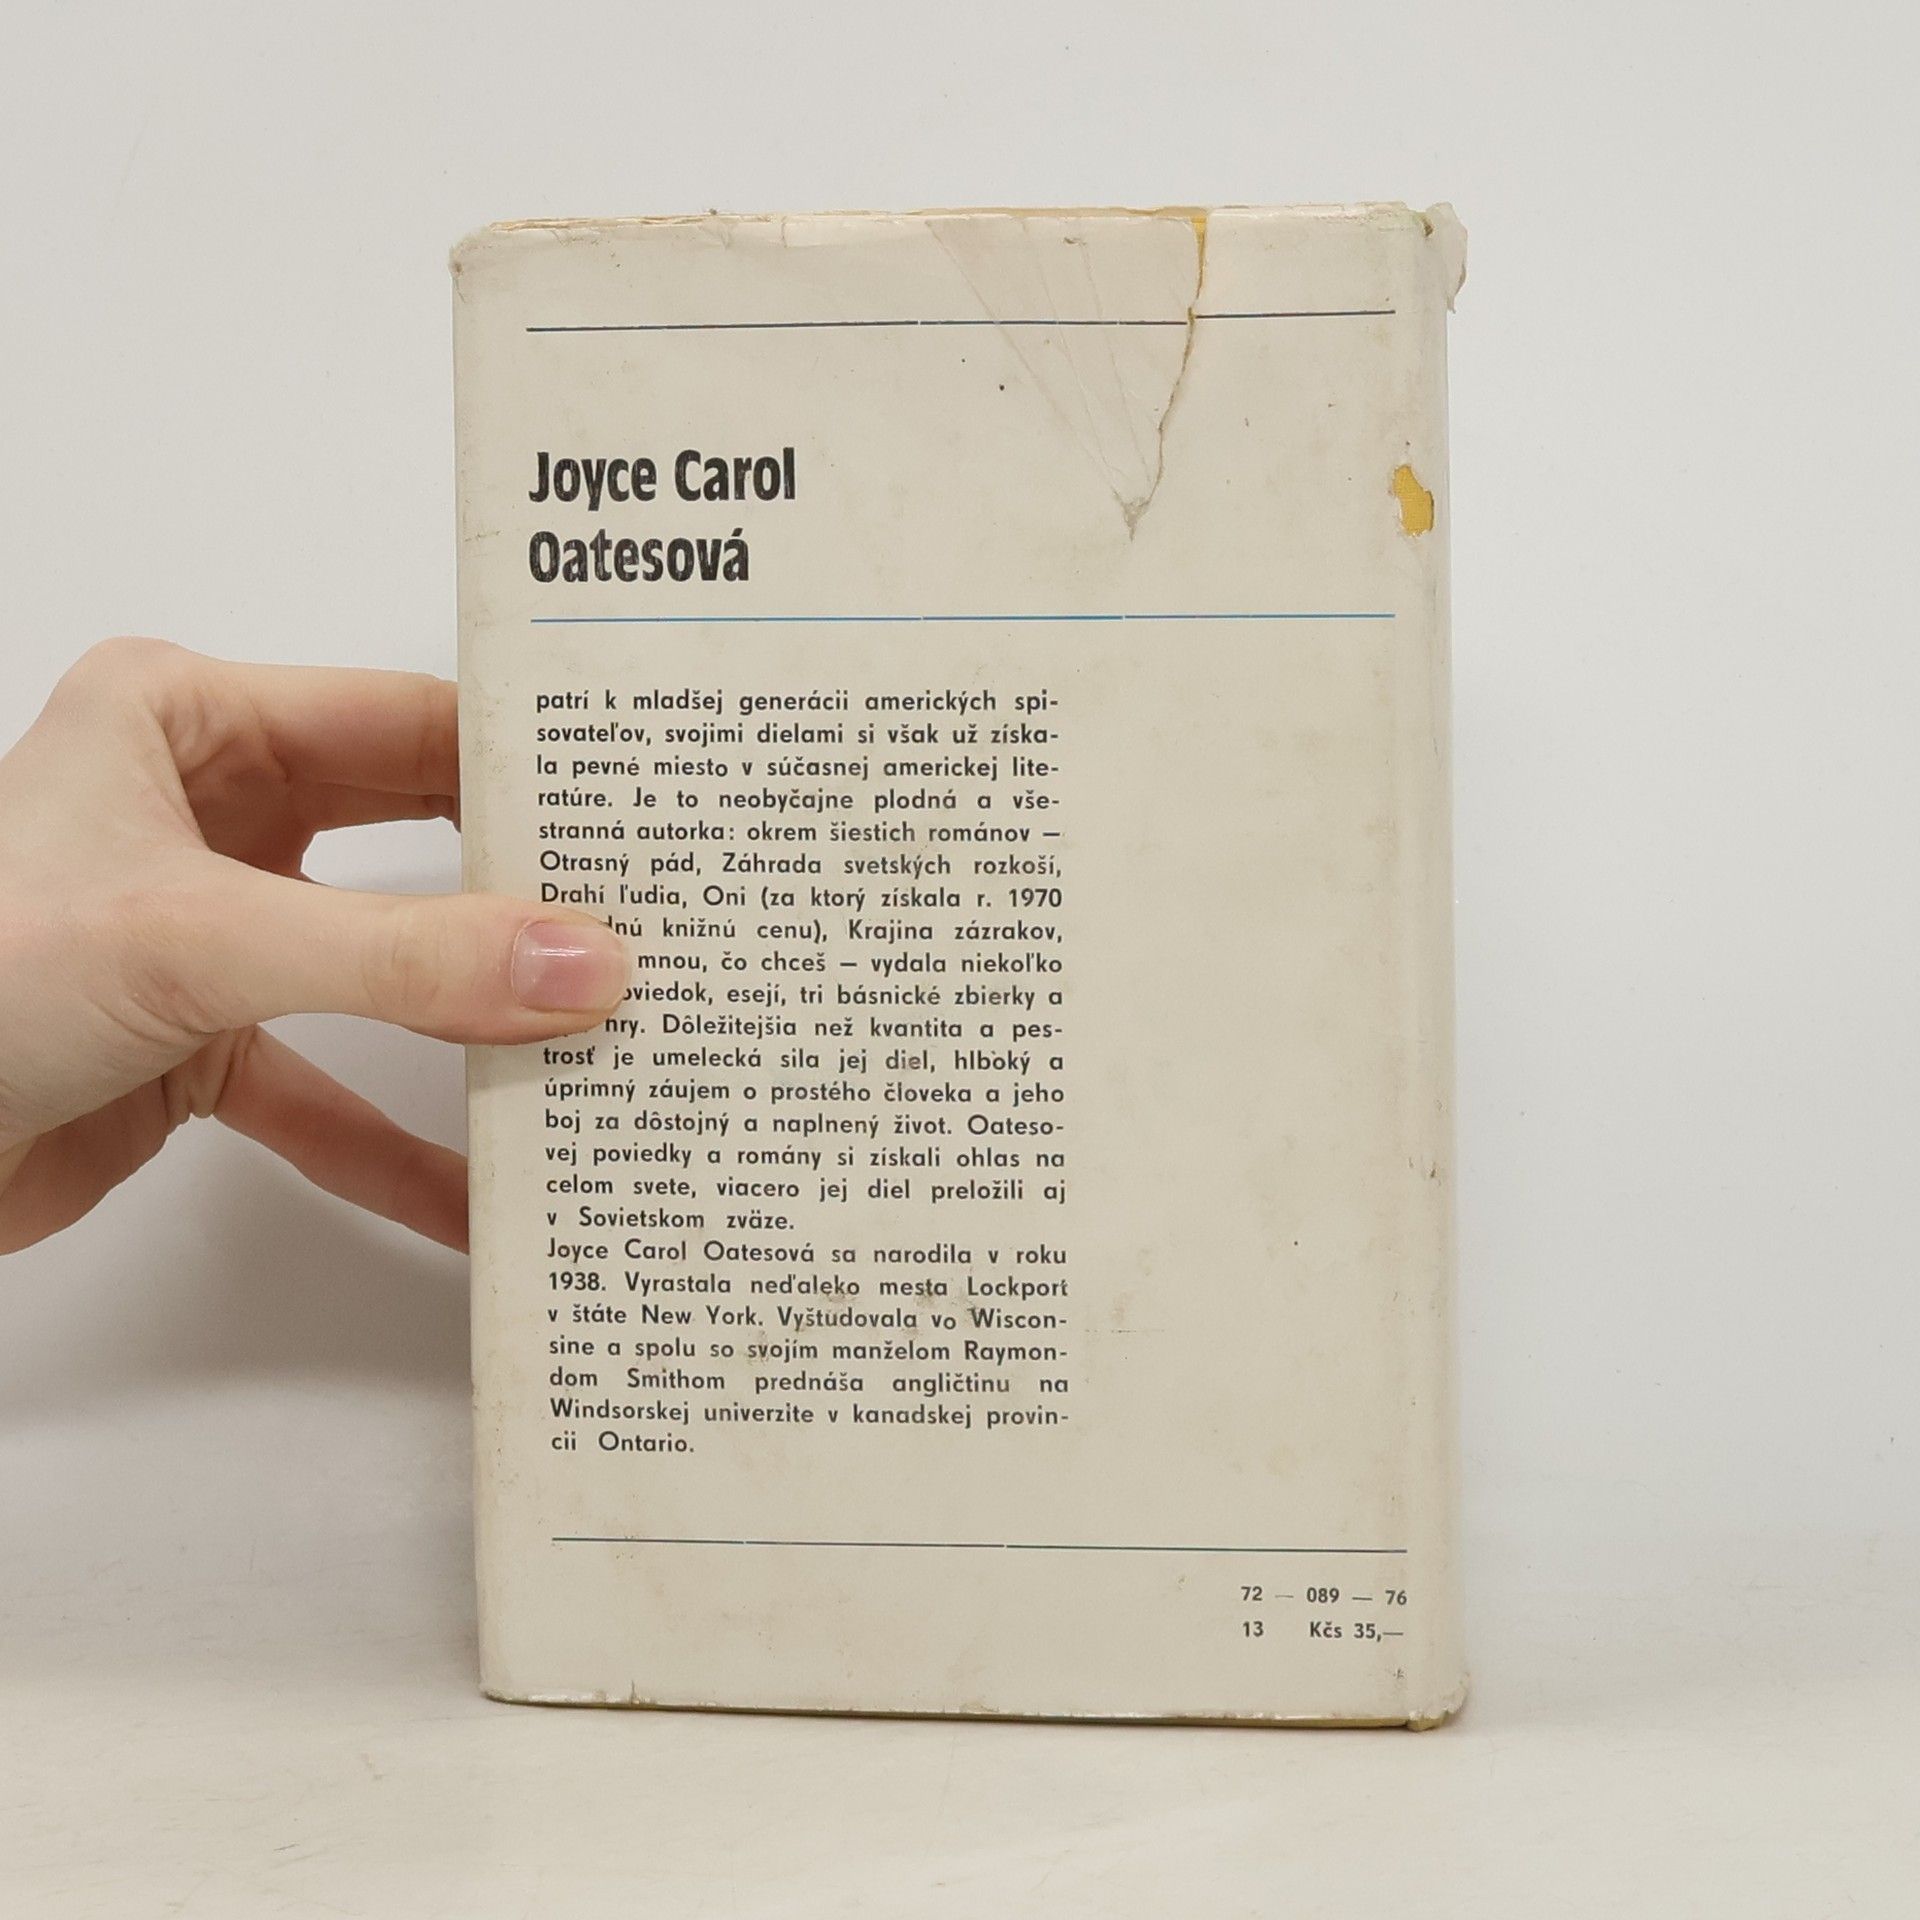 Joyce Carol
Oatesová
patrí k mladšej generácii amerických spi-
sovateľov, svojimi dielami si však už získa-
la pevné miesto v súčasnej americkej lite-
ratúre. Je to neobyčajne plodná a vše-
stranná autorka: okrem šiestich románov —
Otrasný pád, Záhrada svetských rozkoší,
Drahí ľudia, Oni (za ktorý získala r. 1970
knižnú cenu), Krajina zázrakov,
mnou, čo chceš — vydala niekoľko
esejí, tri básnické zbierky a
hry. Dôležitejšia než kvantita a pes-
trosť je umelecká sila jej diel, hlboký a
úprimný záujem o prostého človeka a jeho
boj za dôstojný a naplnený život. Oateso-
vej poviedky a romány si získali ohlas na
celom svete, viacero jej diel preložili aj
v Sovietskom zväze.
Joyce Carol Oatesová sa narodila v roku
1938. Vyrastala neďaleko mesta Lockport
v štáte New York. Vyštudovala vo Wiscon-
sine a spolu so svojím manželom Raymon-
dom Smithom prednáša angličtinu na
Windsorskej univerzite v kanadskej provin-
cii Ontario.
72 — 089 — 76
13 Kčs 35,—